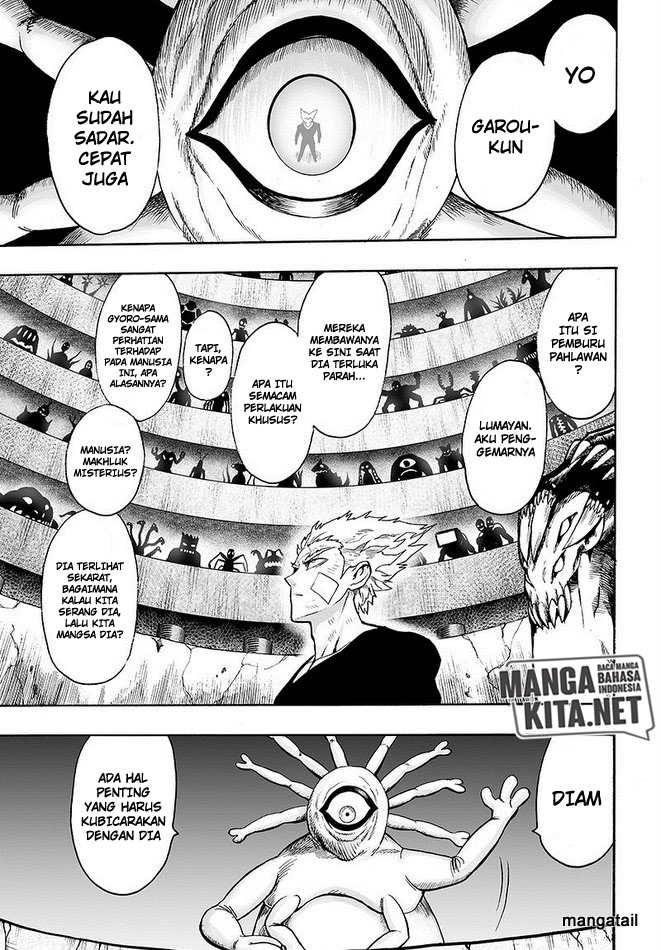 YO
GAROU-
KUN
KAU
SUDAH
SADAR.
CEPAT
JUGA
APA
ITU SI
PEMBURU
PAHLAWAN
?
LUMAYAN.
AKU PENG-
GEMARNYA
MEREKA
MEMBAWANYA
KE SINI SAAT
DIA TERLUKA
PARAH...
APA ITU
SEMACAM
PERLAKUAN
KHUSUS?
TAPI,
KENAPA
?
KENAPA
GYORO-SAMA
SANGAT
PERHATIAN
TERHADAP
PADA MANUSIA
INI, APA
ALASANNYA?
MANUSIA?
MAKHLUK
MISTERIUS?
DIA TERLIHAT
SEKARAT,
BAGAIMANA
KALAU KITA
SERANG DIA,
LALU KITA
MANGSA DIA?
MANGA
BACA MANGA
BAHASA
INDONESIA
KITA.NET
DIAM
ADA HAL
PENTING
YANG HARUS
KUBICARAKAN
DENGAN DIA
mangatail